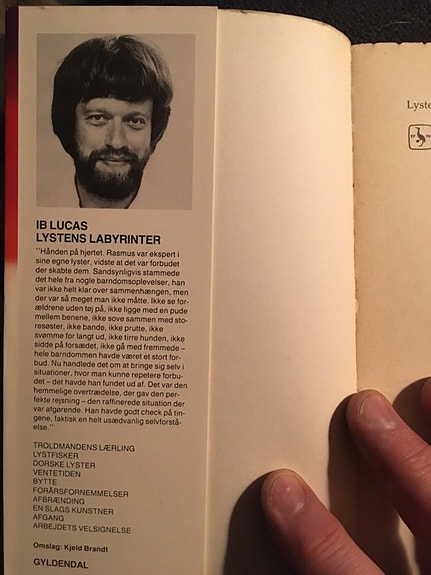 IB LUCAS
LYSTENS LABYRINTER
"Hånden på hjertet. Rasmus var ekspert i
sine egne lyster, vidste at det var forbudet
der skabte dem. Sandsynligvis stammede
det hele fra nogle barndomsoplevelser, han
var ikke helt klar over sammenhængen, men
der var så meget man ikke måtte. Ikke se for-
ældrene uden tøj på, ikke ligge med en pude
mellem benene, ikke sove sammen med sto-
resøster, ikke bande, ikke prutte, ikke
svømme for langt ud, ikke tirre hunden, ikke
sidde på forsædet, ikke gå med fremmede –
hele barndommen havde været et stort for-
bud. Nu handlede det om at bringe sig selv i
situationer, hvor man kunne repetere forbu-
det – det havde han fundet ud af. Det var den
hemmelige overtrædelse, der gav den per-
fekte rejsning – den raffinerede situation der
var afgørende. Han havde godt check på tin-
gene, faktisk en helt usædvanlig selvforstå-
else."
TROLDMANDENS LÆRLING
LYSTFISKER
DORSKE LYSTER
VENTETIDEN
BYTTE
FORÅRSFORNEMMELSER
AFBRÆNDING
EN SLAGS KUNSTNER
AFGANG
ARBEJDETS VELSIGNELSE
Omslag: Kjeld Brandt
GYLDENDAL
Lyste